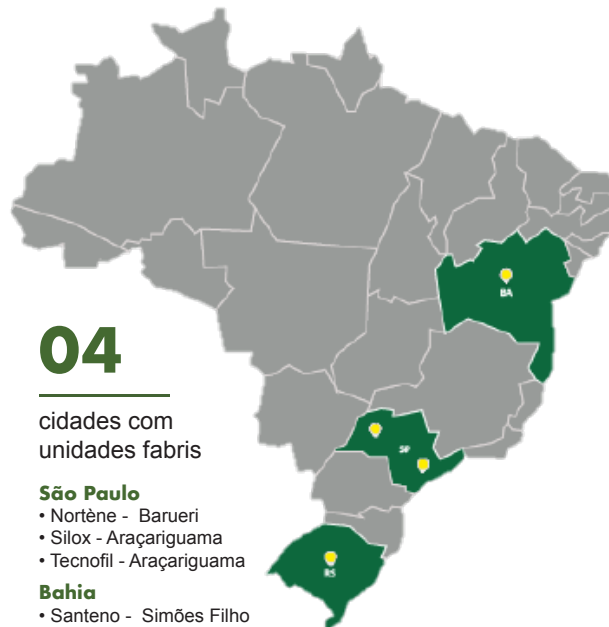 BA
04
cidades com
unidades fabris
SP
São Paulo
• Nortène - Barueri
• Silox - Araçariguama
• Tecnofil - Araçariguama
RS
Bahia
• Santeno - Simões Filho